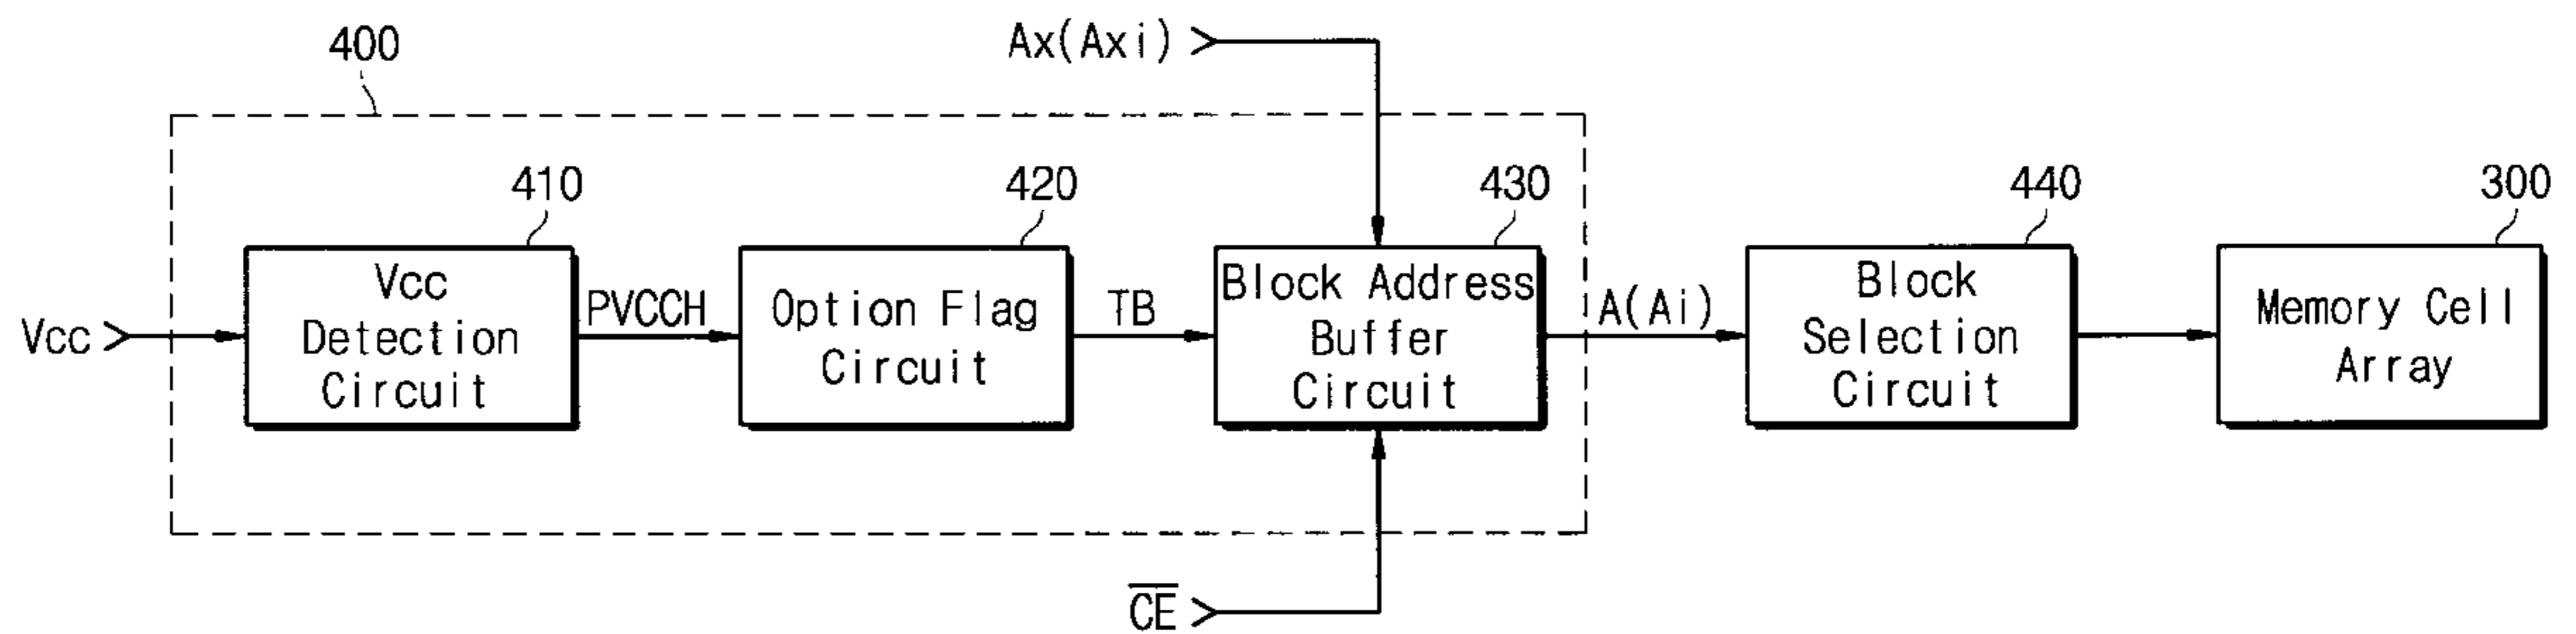 400
Ax(Axi)
410
420
430
440
300
Vcc
Vcc
Detection
Circuit
PVCCH
Option Flag
Circuit
TB
Block Address
Buffer
Circuit
A(Ai)
Block
Selection
Circuit
Memory Cell
Array
C̅E̅